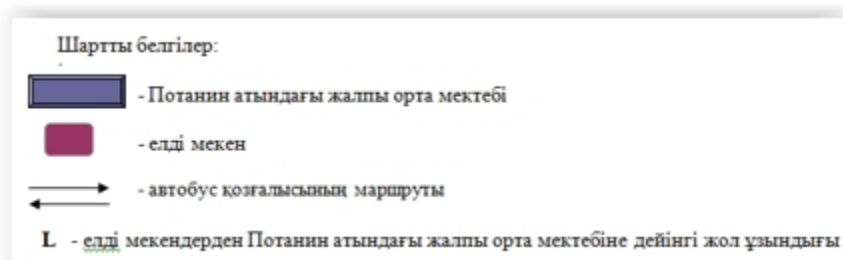 Шартты белгілер:
- Потанин атындағы жалпы орта мектебі
- елді мекен
- автобус қозғалысының маршруты
L - елді мекендерден Потанин атындағы жалпы орта мектебіне дейінгі жол ұзындығы